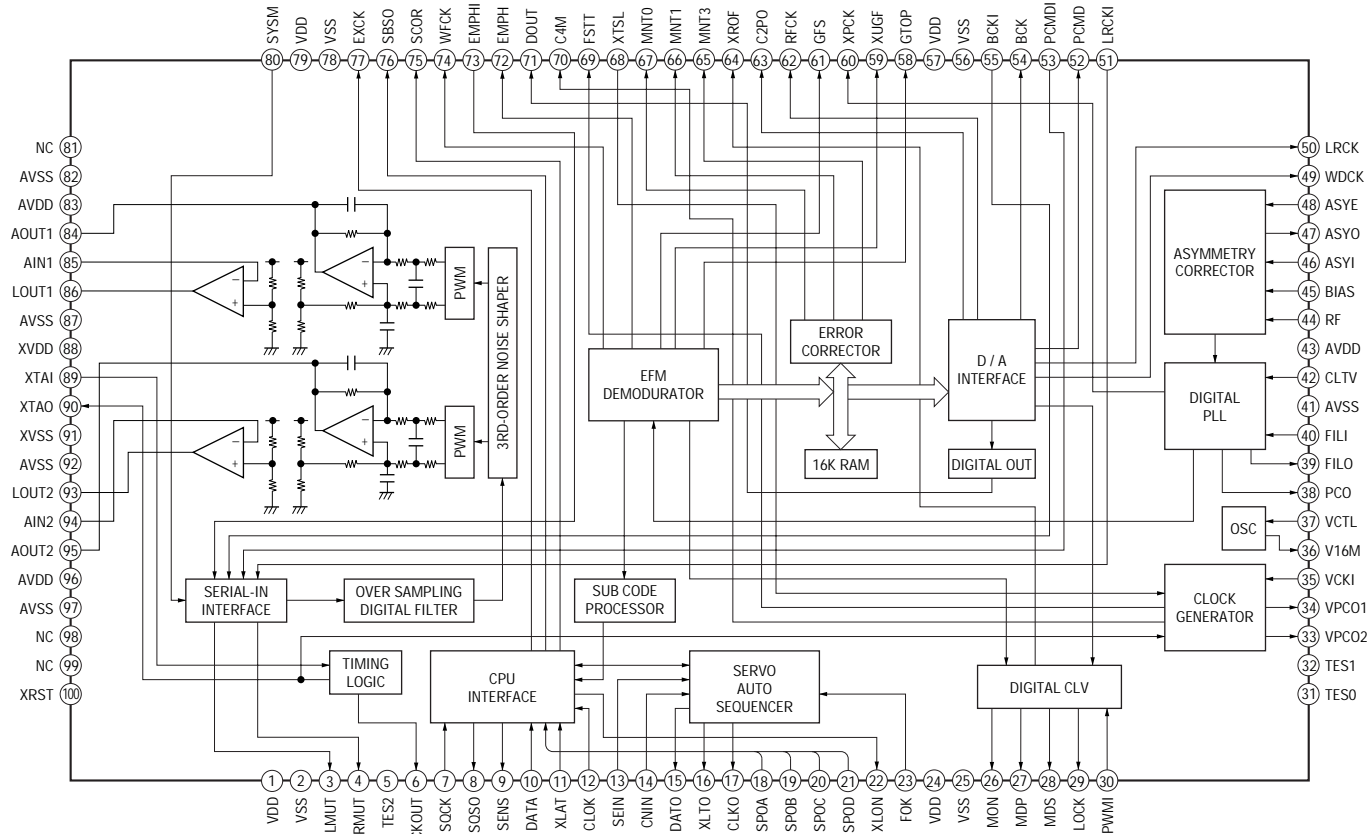 SYSM
VDD
VSS
EXCK
SBSO
SCOR
WFCK
EMPHI
EMPH
DOUT
C4M
FSTT
XTSL
MNT0
MNT1
MNT3
XROF
C2PO
RFCK
GFS
XPCK
XUGF
GTOP
VDD
VSS
BCKI
BCK
PCMDI
PCMD
LRCKI
80 79 78 77 76 75 74 73 72 71 70 69 68 67 66 65 64 63 62 61 60 59 58 57 56 55 54 53 52 51
NC 81
AVSS 82
AVDD 83
AOUT1 84
AIN1 85
LOUT1 86
AVSS 87
XVDD 88
XTAI 89
XTAO 90
XVSS 91
AVSS 92
LOUT2 93
AIN2 94
AOUT2 95
AVDD 96
AVSS 97
NC 98
NC 99
XRST 100
50 LRCK
49 WDCK
48 ASYE
47 ASYO
46 ASYI
45 BIAS
44 RF
43 AVDD
42 CLTV
41 AVSS
40 FILI
39 FILO
38 PCO
37 VCTL
36 V16M
35 VCKI
34 VPCO1
33 VPCO2
32 TES1
31 TES0
−
+
−
+
PWM
3RD-ORDER NOISE SHAPER
−
+
−
+
PWM
EFM
DEMODURATOR
ERROR
CORRECTOR
16K RAM
D / A
INTERFACE
DIGITAL OUT
ASYMMETRY
CORRECTOR
DIGITAL
PLL
OSC
CLOCK
GENERATOR
SERIAL-IN
INTERFACE
OVER SAMPLING
DIGITAL FILTER
SUB CODE
PROCESSOR
TIMING
LOGIC
CPU
INTERFACE
SERVO
AUTO
SEQUENCER
DIGITAL CLV
1 2 3 4 5 6 7 8 9 10 11 12 13 14 15 16 17 18 19 20 21 22 23 24 25 26 27 28 29 30
VDD
VSS
LMUT
RMUT
TES2
CKOUT
SQCK
SQSO
SENS
DATA
XLAT
CLOK
SEIN
CNIN
DATO
XLTO
CLKO
SPOA
SPOB
SPOC
SPOD
XLON
FOK
VDD
VSS
MON
MDP
MDS
LOCK
PWMI